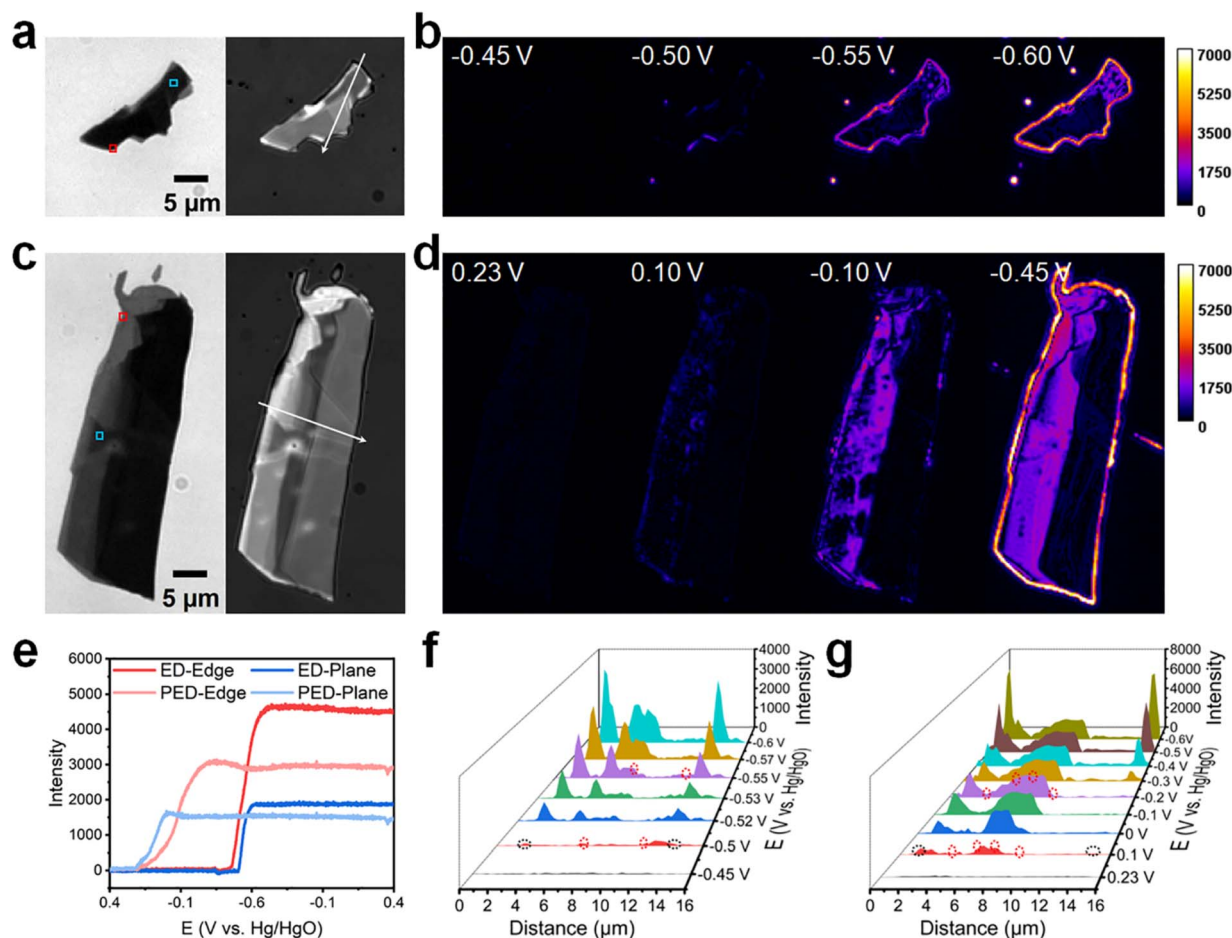 a
5 μm
b
-0.45 V
-0.50 V
-0.55 V
-0.60 V
7000
5250
3500
1750
0
c
5 μm
d
0.23 V
0.10 V
-0.10 V
-0.45 V
7000
5250
3500
1750
0
e
6000
5000
4000
3000
2000
1000
0
Intensity
ED-Edge
ED-Plane
PED-Edge
PED-Plane
0.4
-0.1
-0.6
-0.1
0.4
E (V vs. Hg/HgO)
f
4000
3000
2000
1000
0
Intensity
-0.6 V
-0.57 V
-0.55 V
-0.53 V
-0.52 V
-0.5 V
-0.45 V
E (V vs. Hg/HgO)
0 2 4 6 8 10 12 14 16
Distance (μm)
g
8000
6000
4000
2000
0
Intensity
-0.6V
-0.5 V
-0.4 V
-0.3 V
-0.2 V
-0.1 V
0 V
0.1 V
0.23 V
E (V vs. Hg/HgO)
0 2 4 6 8 10 12 14 16
Distance (μm)